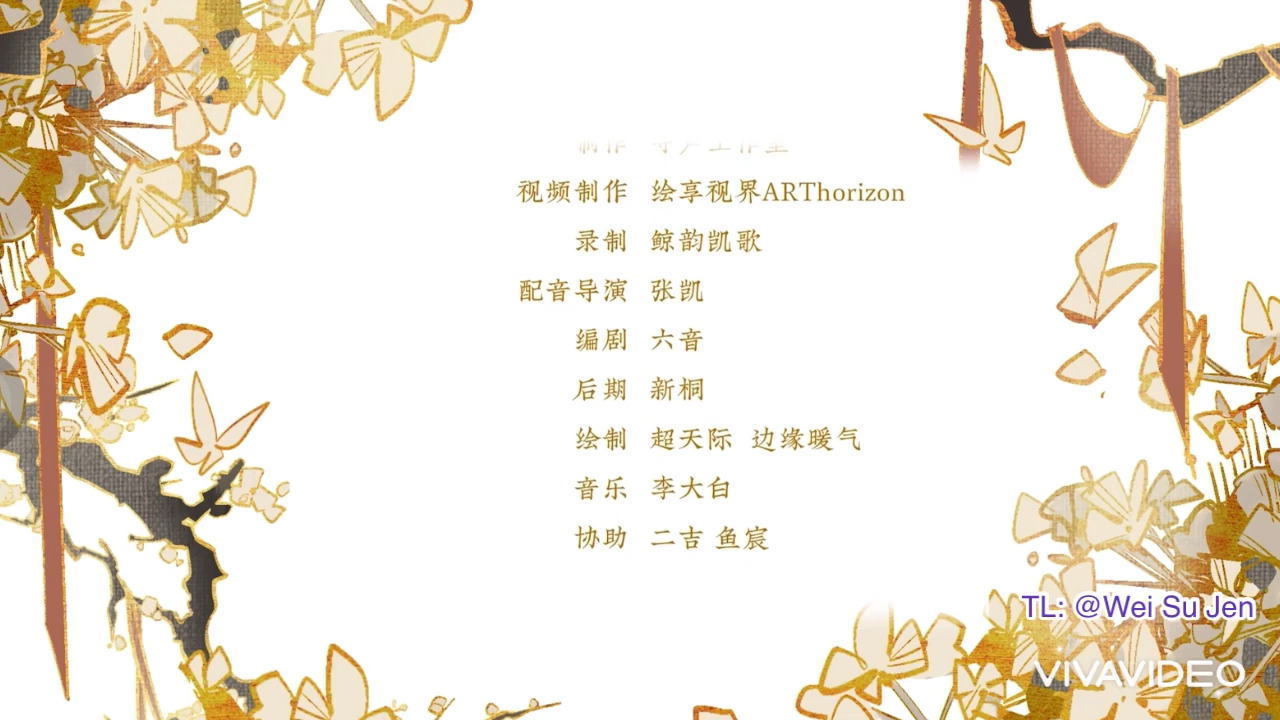 视频制作 绘享视界ARThorizon
录制 鲸韵凯歌
配音导演 张凯
编剧 六音
后期 新桐
绘制 超天际 边缘暖气
音乐 李大白
协助 二吉 鱼宸
TL: @Wei Su Jen
VIVAVIDEO